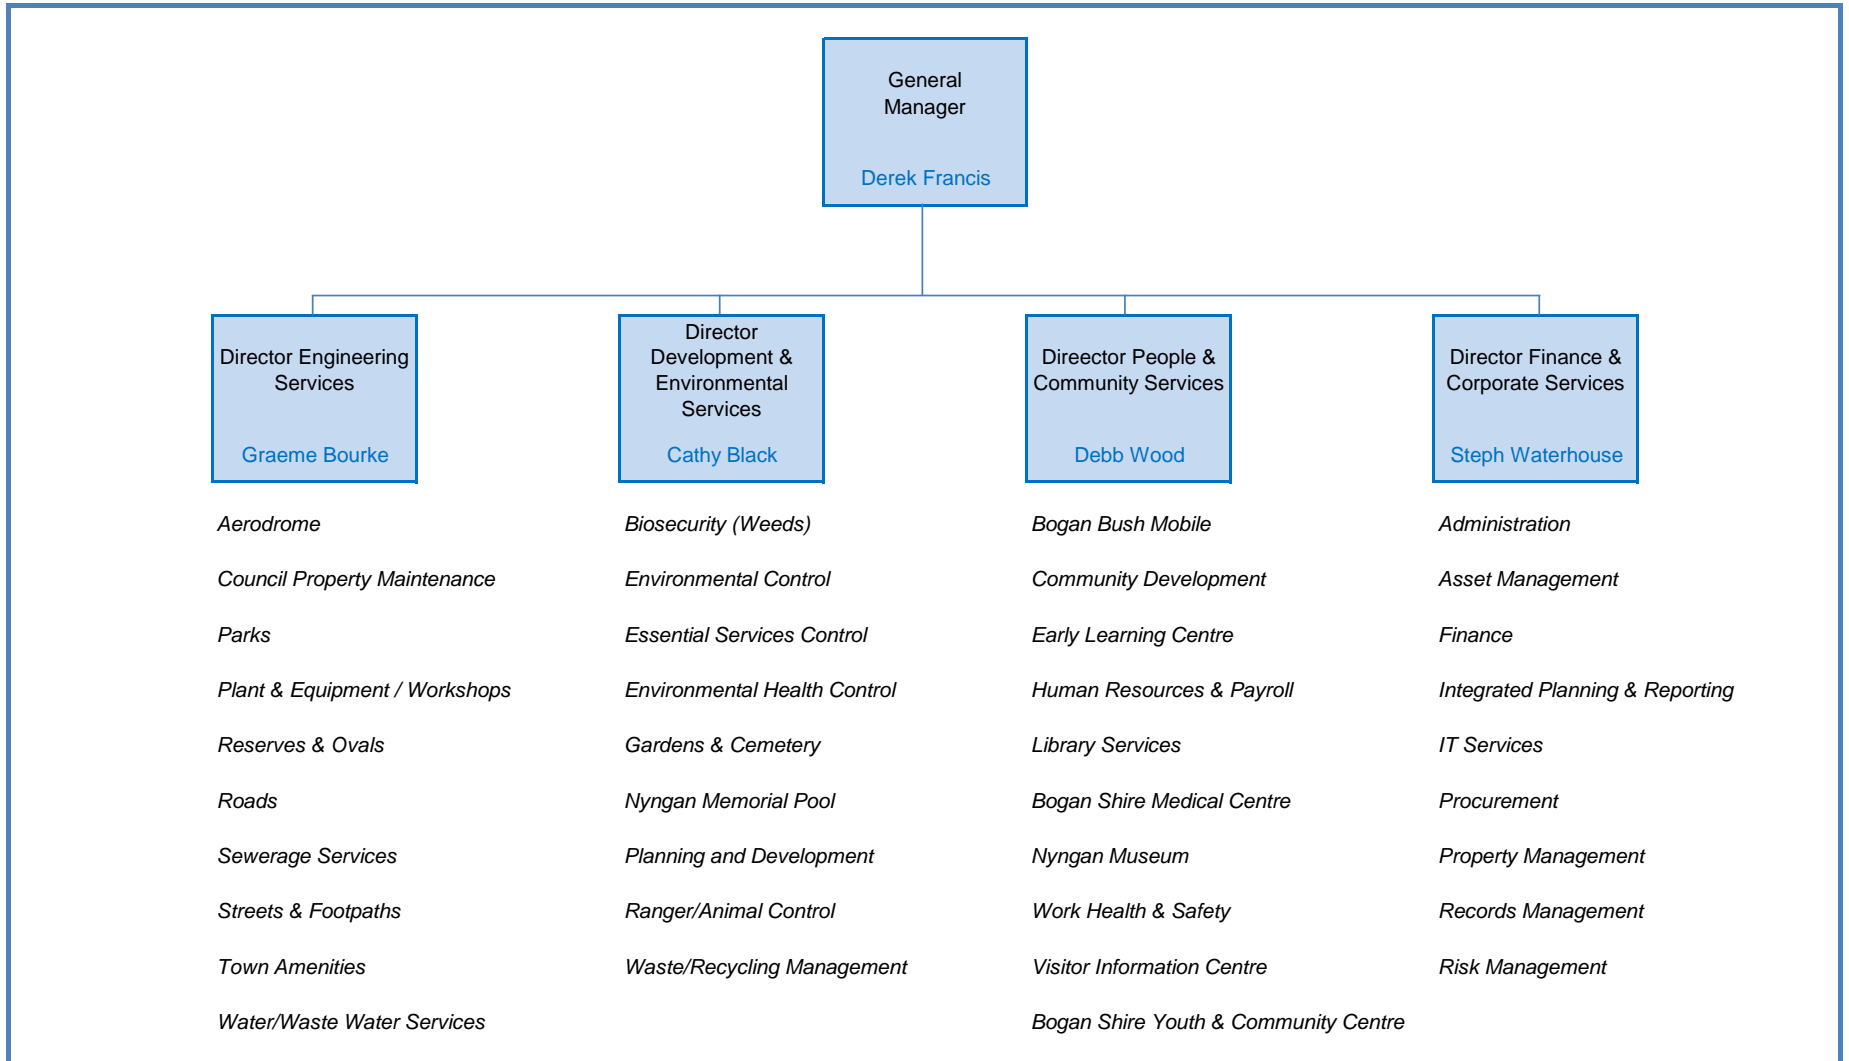 General
Manager
Derek Francis
Director Engineering
Services
Graeme Bourke
Director
Development &
Environmental
Services
Cathy Black
Direector People &
Community Services
Debb Wood
Director Finance &
Corporate Services
Steph Waterhouse
Aerodrome
Council Property Maintenance
Parks
Plant & Equipment / Workshops
Reserves & Ovals
Roads
Sewerage Services
Streets & Footpaths
Town Amenities
Water/Waste Water Services
Biosecurity (Weeds)
Environmental Control
Essential Services Control
Environmental Health Control
Gardens & Cemetery
Nyngan Memorial Pool
Planning and Development
Ranger/Animal Control
Waste/Recycling Management
Bogan Bush Mobile
Community Development
Early Learning Centre
Human Resources & Payroll
Library Services
Bogan Shire Medical Centre
Nyngan Museum
Work Health & Safety
Visitor Information Centre
Bogan Shire Youth & Community Centre
Administration
Asset Management
Finance
Integrated Planning & Reporting
IT Services
Procurement
Property Management
Records Management
Risk Management